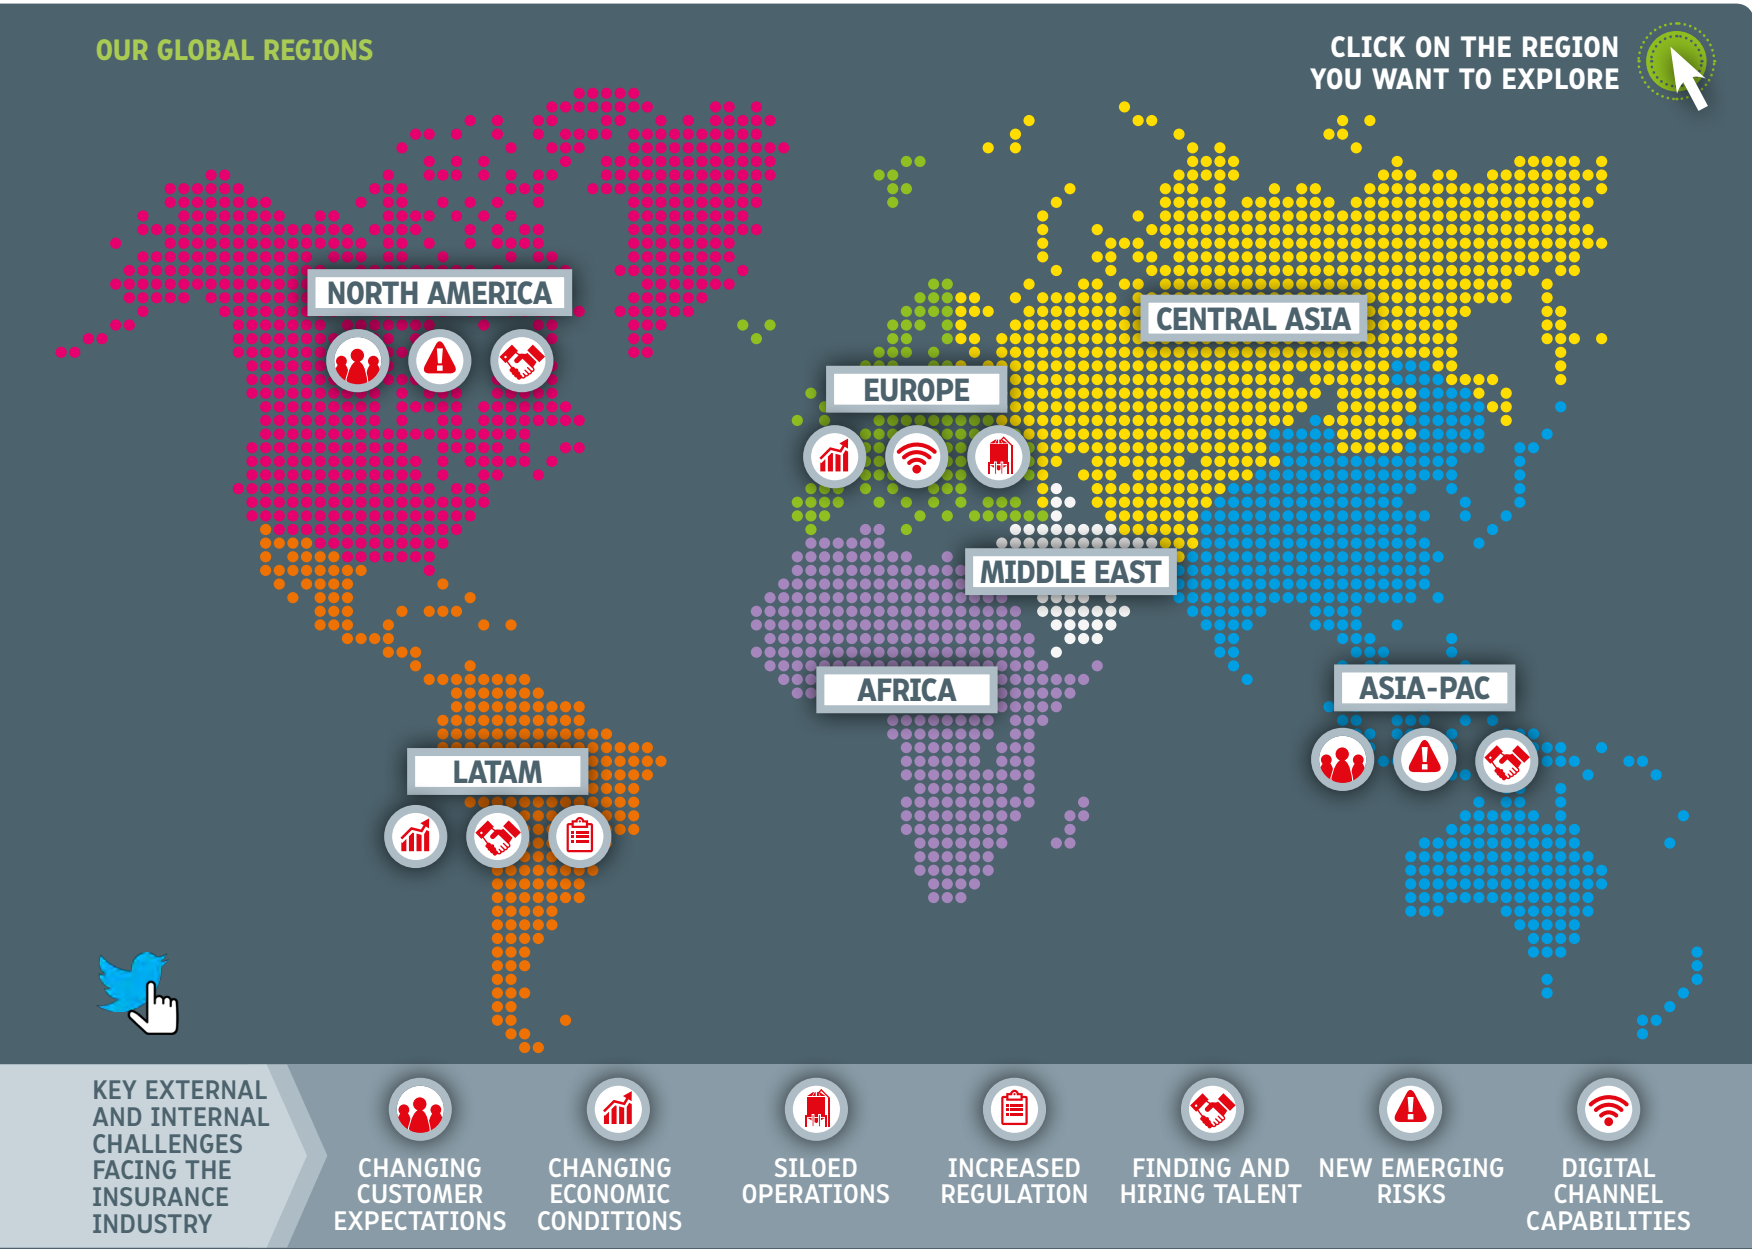 OUR GLOBAL REGIONS
CLICK ON THE REGION
YOU WANT TO EXPLORE
NORTH AMERICA
CENTRAL ASIA
EUROPE
MIDDLE EAST
AFRICA
ASIA-PAC
LATAM
KEY EXTERNAL
AND INTERNAL
CHALLENGES
FACING THE
INSURANCE
INDUSTRY
CHANGING
CUSTOMER
EXPECTATIONS
CHANGING
ECONOMIC
CONDITIONS
SILOED
OPERATIONS
INCREASED
REGULATION
FINDING AND
HIRING TALENT
NEW EMERGING
RISKS
DIGITAL
CHANNEL
CAPABILITIES